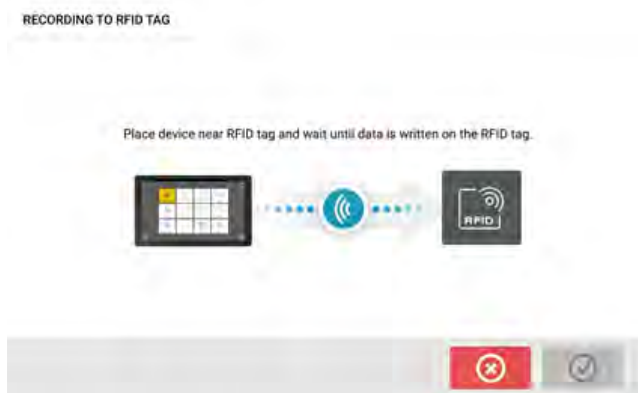 RECORDING TO RFID TAG
Place device near RFID tag and wait until data is written on the RFID tag.
RFID